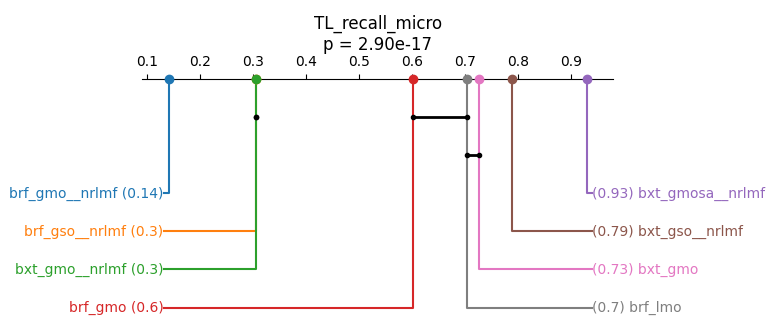 TL_recall_micro
p = 2.90e-17
0.1 0.2 0.3 0.4 0.5 0.6 0.7 0.8 0.9
brf_gmo__nrlmf (0.14) (0.93) bxt_gmosa__nrlmf
brf_gso__nrlmf (0.3) (0.79) bxt_gso__nrlmf
bxt_gmo__nrlmf (0.3) (0.73) bxt_gmo
brf_gmo (0.6) (0.7) brf_lmo